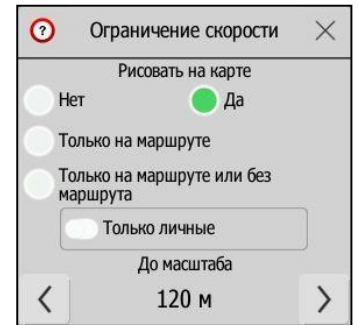 ? Ограничение скорости
Рисовать на карте
Нет Да
Только на маршруте
Только на маршруте или без
маршрута
Только личные
До масштаба
120 м